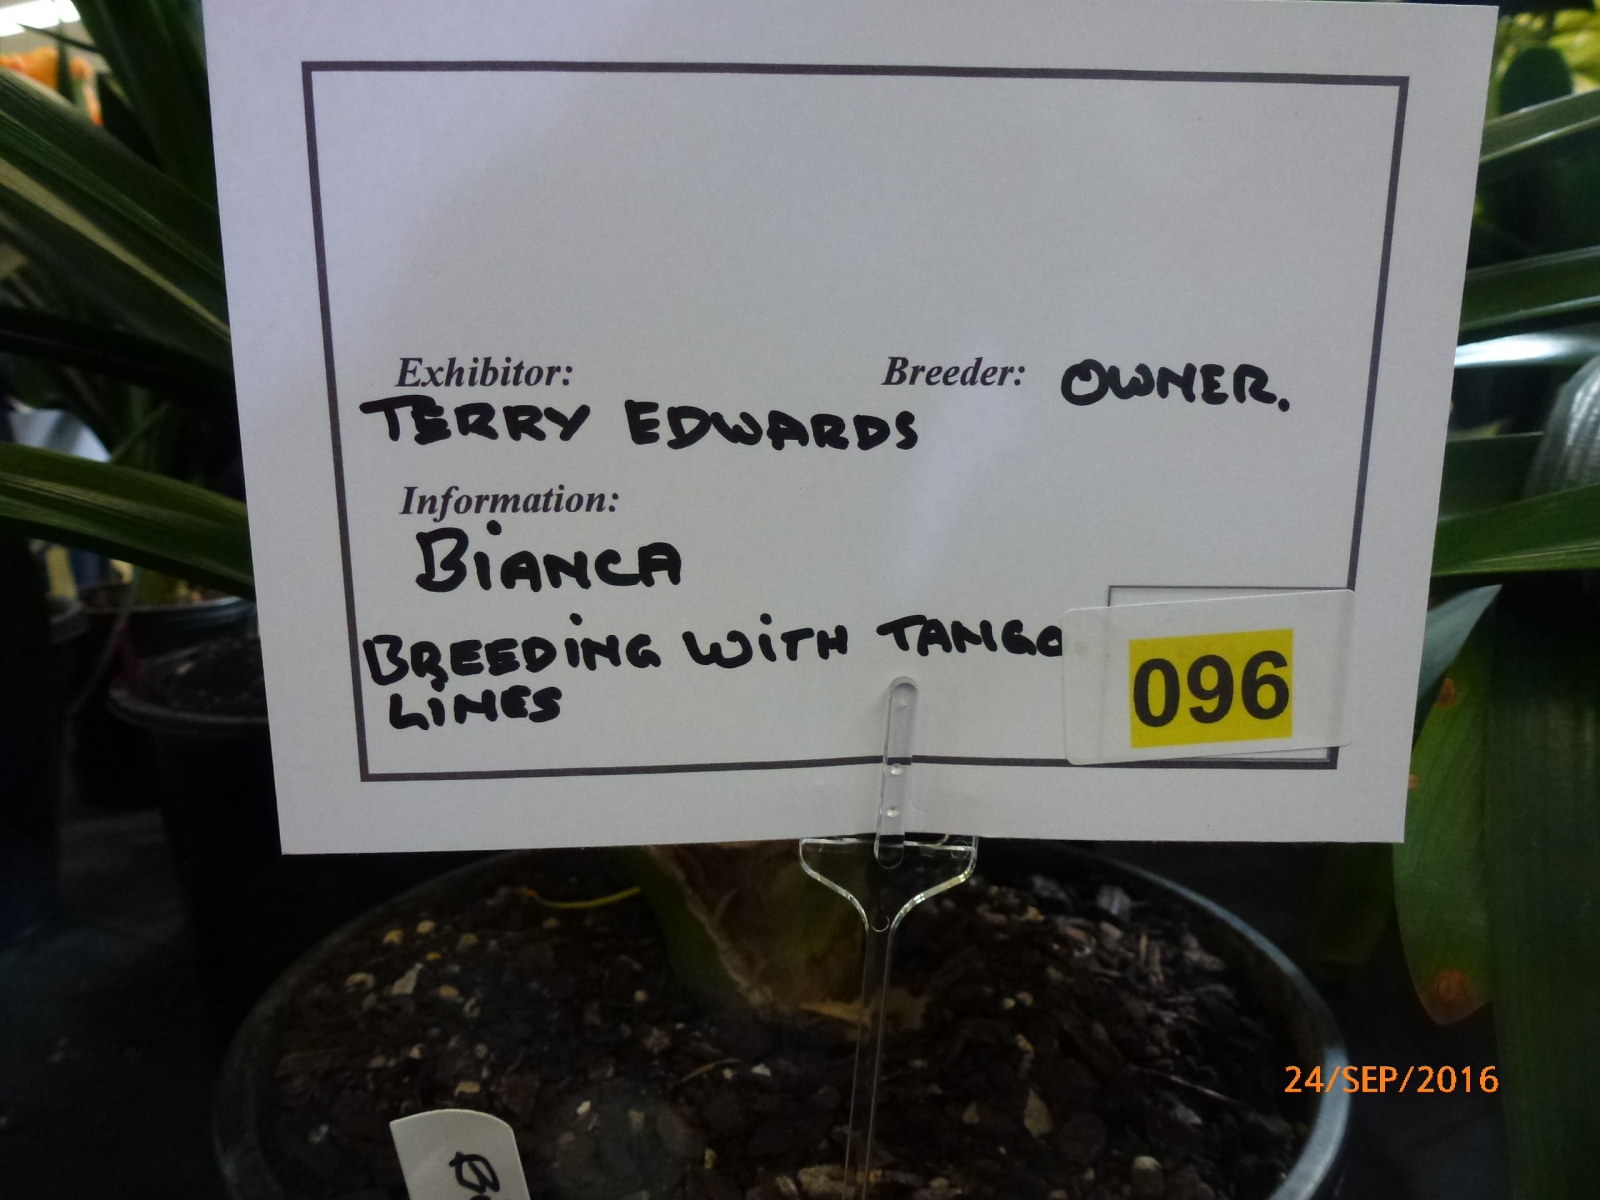 Exhibitor: Breeder: OWNER.
TERRY EDWARDS
Information:
BiANCA
BREEDiNG WiTH TANGO
LiNES
096
24/SEP/2016